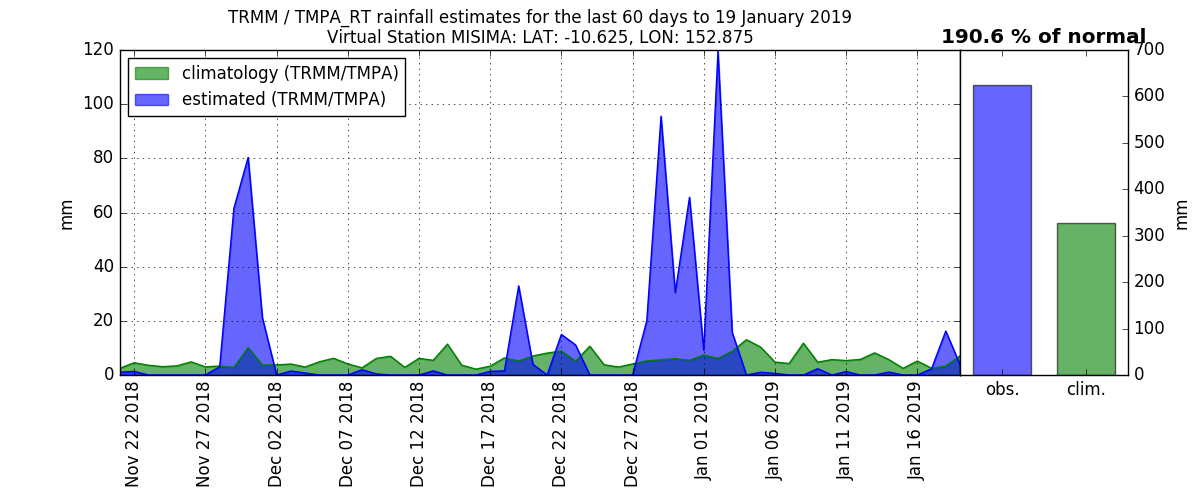 TRMM / TMPA_RT rainfall estimates for the last 60 days to 19 January 2019
Virtual Station MISIMA: LAT: -10.625, LON: 152.875
190.6 % of normal
climatology (TRMM/TMPA)
estimated (TRMM/TMPA)
120
100
80
60
40
20
0
mm
Nov 22 2018
Nov 27 2018
Dec 02 2018
Dec 07 2018
Dec 12 2018
Dec 17 2018
Dec 22 2018
Dec 27 2018
Jan 01 2019
Jan 06 2019
Jan 11 2019
Jan 16 2019
700
600
500
400
300
200
100
0
mm
obs.
clim.